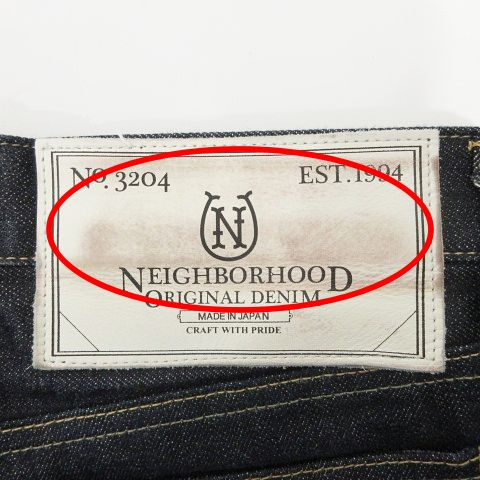 No. 3204 EST. 1994
N
NEIGHBORHOOD
ORIGINAL DENIM
MADE IN JAPAN
CRAFT WITH PRIDE